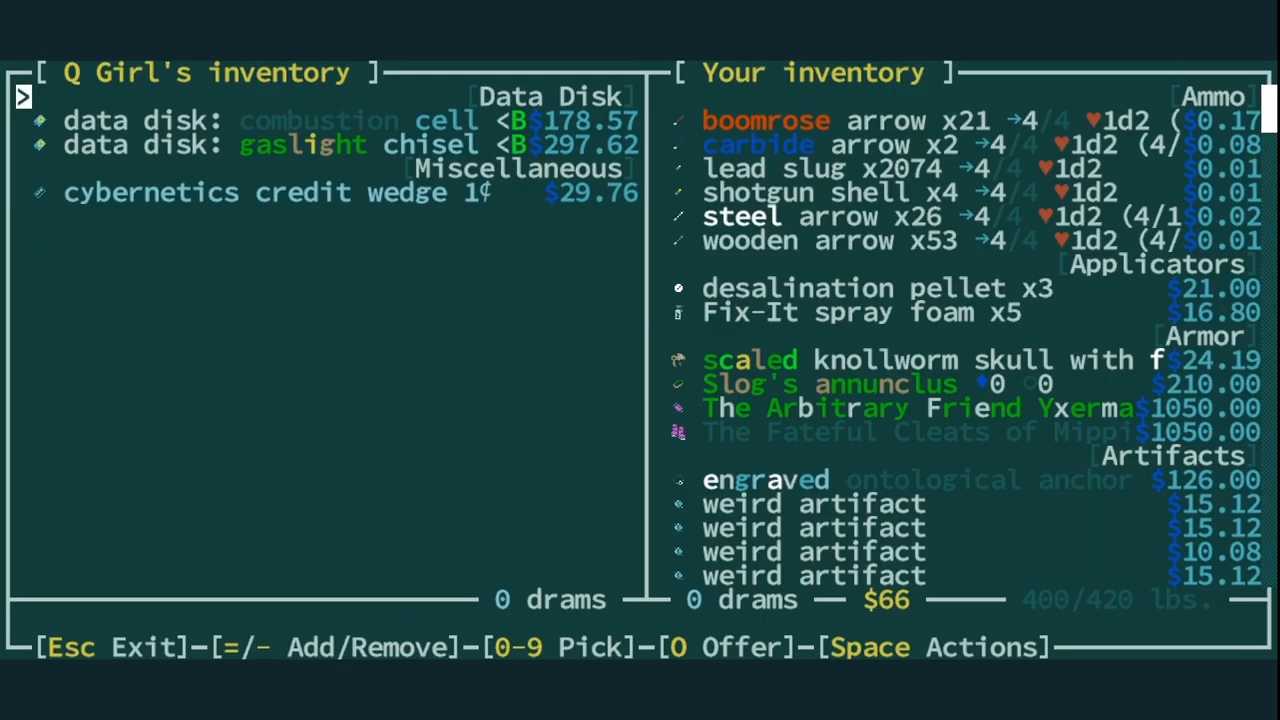 [ Q Girl's inventory ]
>
[Data Disk]
data disk: combustion cell <B$178.57
data disk: gaslight chisel <B$297.62
[Miscellaneous]
cybernetics credit wedge 1¢ $29.76
0 drams
[ Your inventory ]
[Ammo]
boomrose arrow x21 →4/4 ♥1d2 ($0.17
carbide arrow x2 →4/4 ♥1d2 (4/$0.08
lead slug x2074 →4/4 ♥1d2 $0.01
shotgun shell x4 →4/4 ♥1d2 $0.01
steel arrow x26 →4/4 ♥1d2 (4/1$0.02
wooden arrow x53 →4/4 ♥1d2 (4/$0.01
[Applicators]
desalination pellet x3 $21.00
Fix-It spray foam x5 $16.80
[Armor]
scaled knollworm skull with f$24.19
Slog's annunclus ♦0 ○0 $210.00
The Arbitrary Friend Yxerma$1050.00
The Fateful Cleats of Mippi$1050.00
[Artifacts]
engraved ontological anchor $126.00
weird artifact $15.12
weird artifact $15.12
weird artifact $10.08
weird artifact $15.12
0 drams — $66 — 400/420 lbs.
[Esc Exit]—[=/- Add/Remove]—[0-9 Pick]—[O Offer]—[Space Actions]